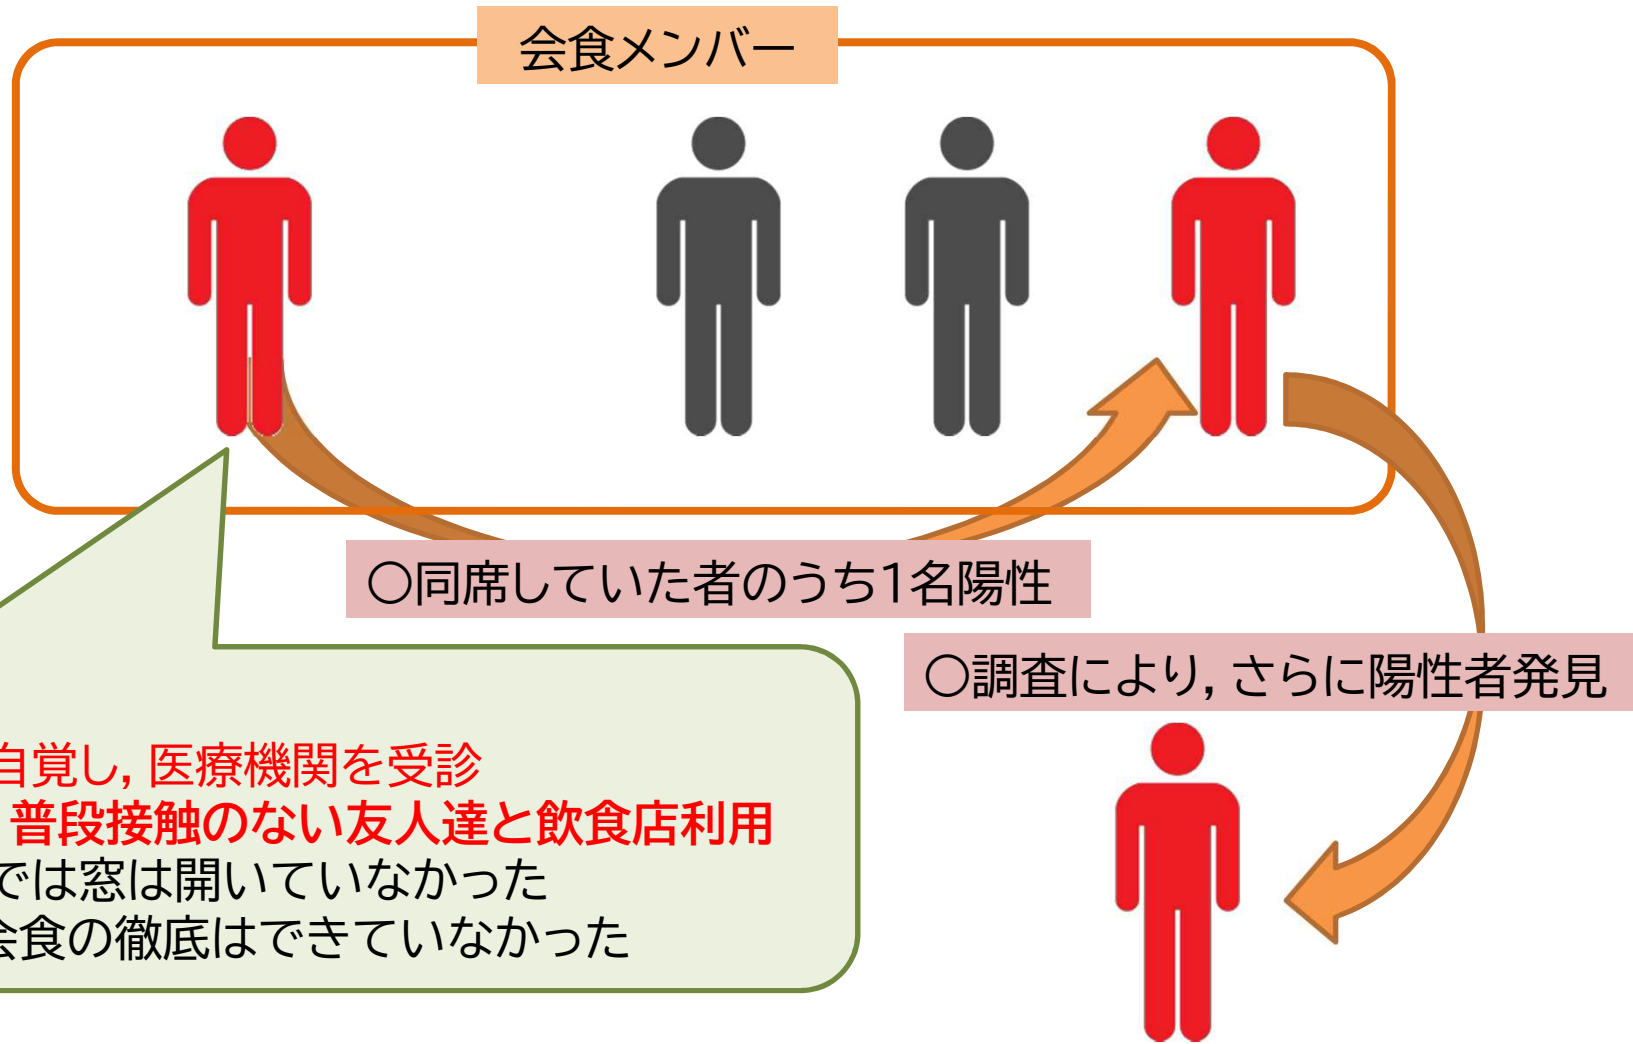 会食メンバー
○同席していた者のうち1名陽性
○調査により,さらに陽性者発見
自覚し,医療機関を受診
普段接触のない友人達と飲食店利用
では窓は開いていなかった
会食の徹底はできていなかった